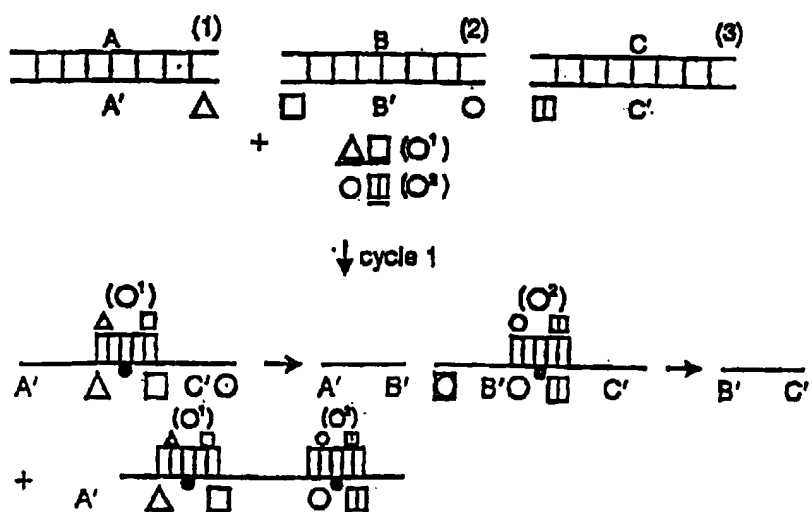 A (1) B (2) C (3)
A′ B′ C′
+ (O¹)
(O²)
cycle 1
(O¹) (O²)
A′ C′ A′ B′ B′ C′ B′ C′
(O¹) (O²)
+ A′